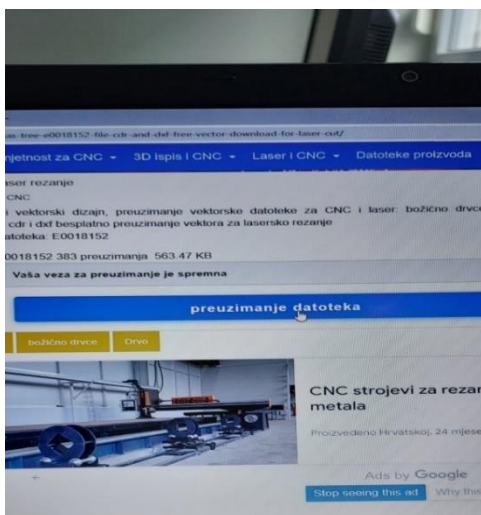 as-tree-e0018152-file-cdr-and-dxf-free-vector-download-for-laser-cut/
njetnost za CNC 3D ispis i CNC Laser i CNC Datoteke proizvoda
aser rezanje
CNC
i vektorski dizajn, preuzimanje vektorske datoteke za CNC i laser: božićno drvce
cdr i dxf besplatno preuzimanje vektora za lasersko rezanje
atoteka: E0018152
0018152 383 preuzimanja 563.47 KB
Vaša veza za preuzimanje je spremna
preuzimanje datoteka
božićno drvce Drvo
CNC strojevi za rezan
metala
Proizvedeno Hrvatskoj, 24 mjese
Ads by Google
Stop seeing this ad Why this